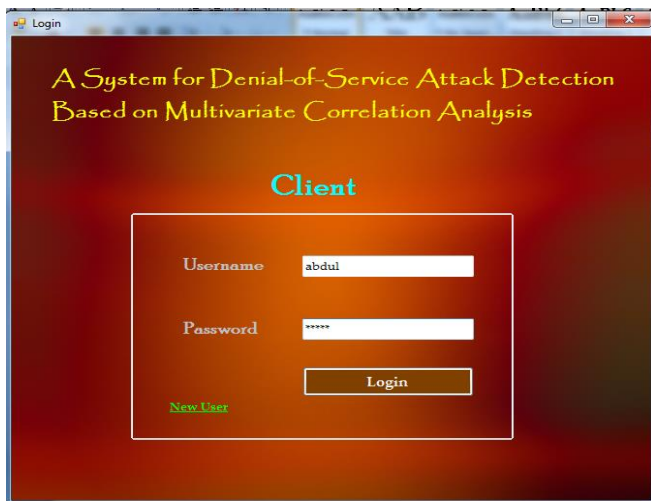 Login
A System for Denial-of-Service Attack Detection
Based on Multivariate Correlation Analysis
Client
Username abdul
Password *****
Login
New User